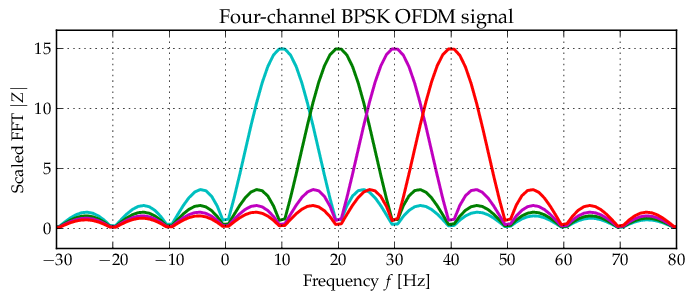 Four-channel BPSK OFDM signal
Scaled FFT |Z|
15
10
5
0
−30 −20 −10 0 10 20 30 40 50 60 70 80
Frequency f [Hz]